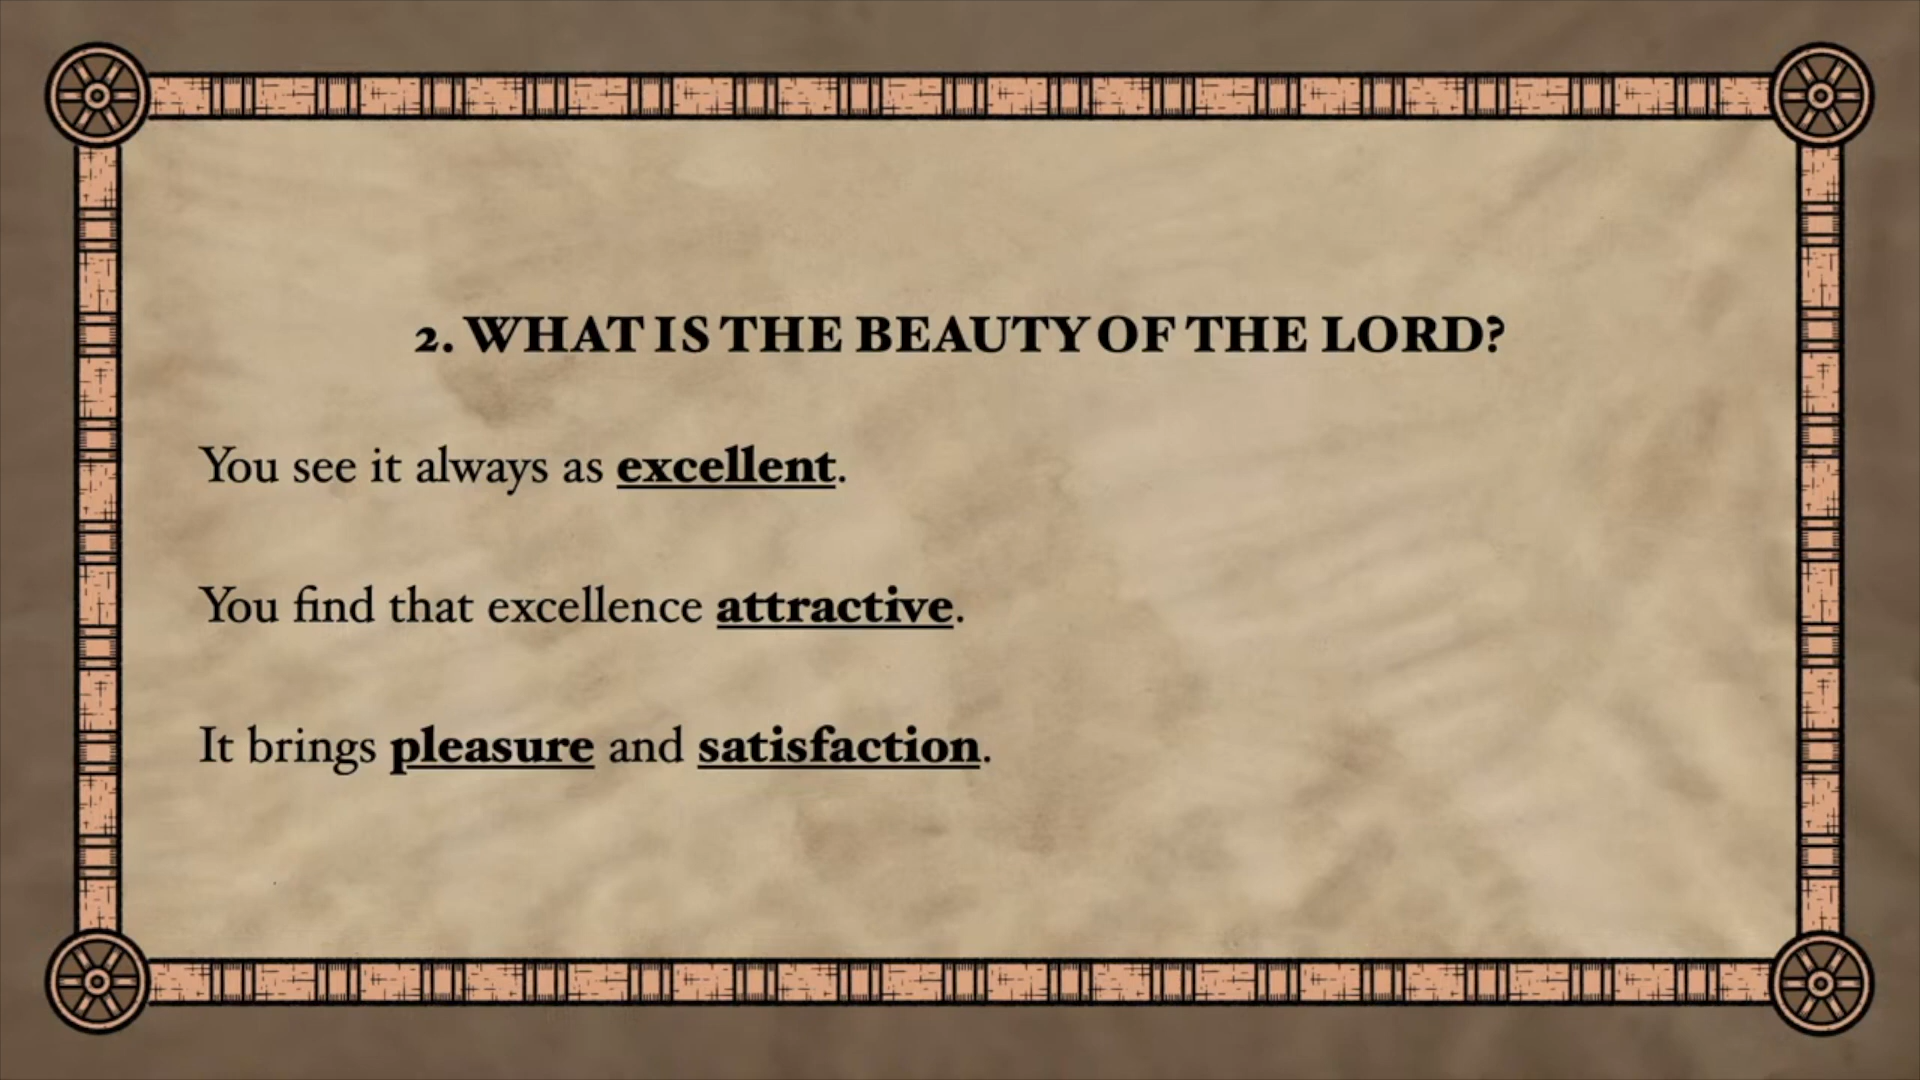 2. WHAT IS THE BEAUTY OF THE LORD?
You see it always as excellent.
You find that excellence attractive.
It brings pleasure and satisfaction.